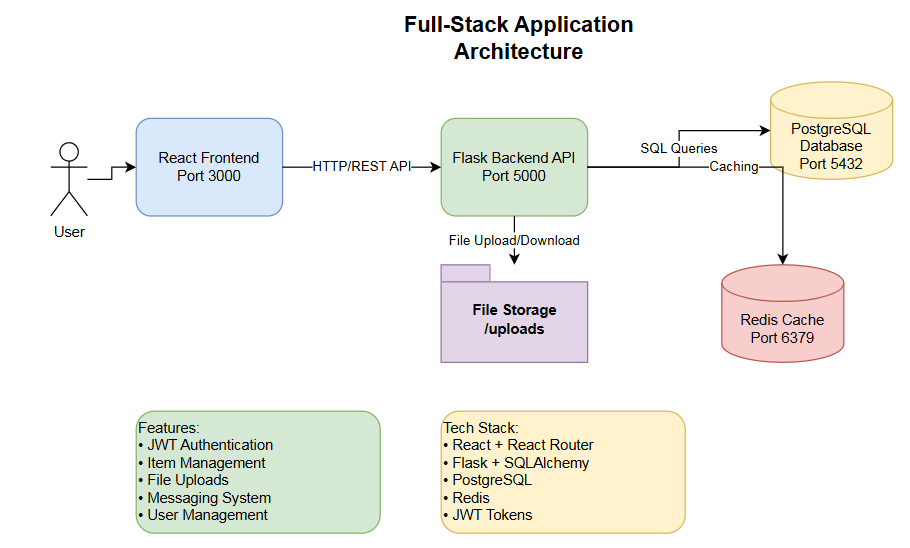 Full-Stack Application
Architecture
User
React Frontend
Port 3000
HTTP/REST API
Flask Backend API
Port 5000
SQL Queries
Caching
PostgreSQL
Database
Port 5432
File Upload/Download
File Storage
/uploads
Redis Cache
Port 6379
Features:
• JWT Authentication
• Item Management
• File Uploads
• Messaging System
• User Management
Tech Stack:
• React + React Router
• Flask + SQLAlchemy
• PostgreSQL
• Redis
• JWT Tokens